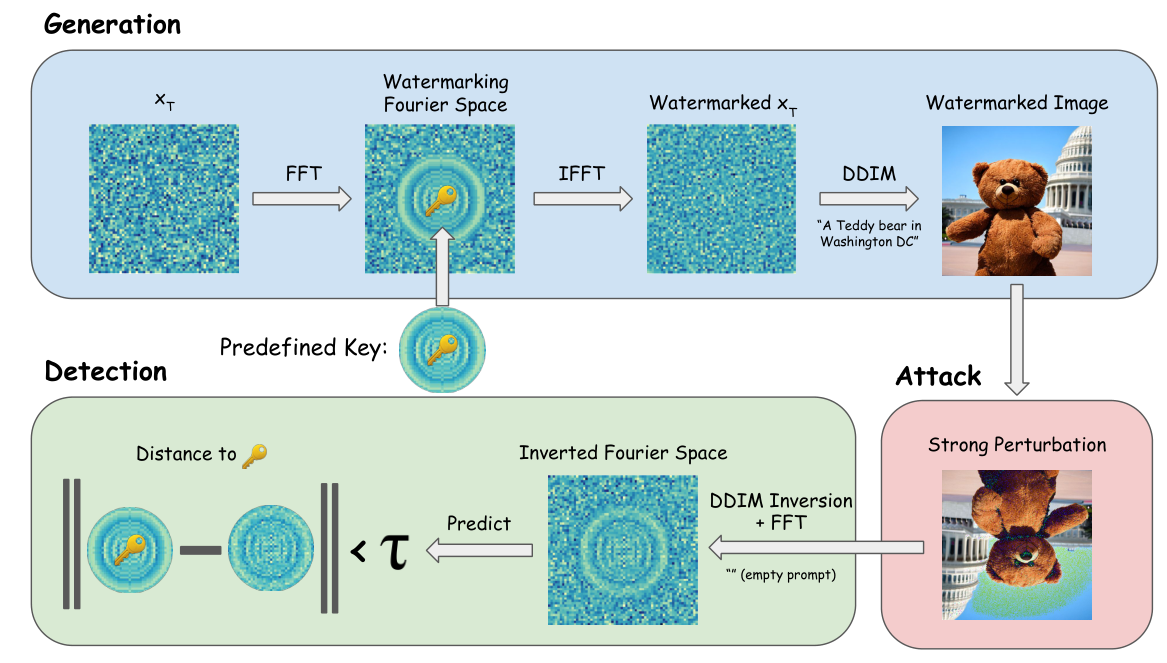 Generation
x_T
FFT
Watermarking
Fourier Space
IFFT
Watermarked x_T
DDIM
“A Teddy bear in
Washington DC”
Watermarked Image
Predefined Key:
Detection
Distance to
< τ
Predict
Inverted Fourier Space
DDIM Inversion
+ FFT
“” (empty prompt)
Attack
Strong Perturbation